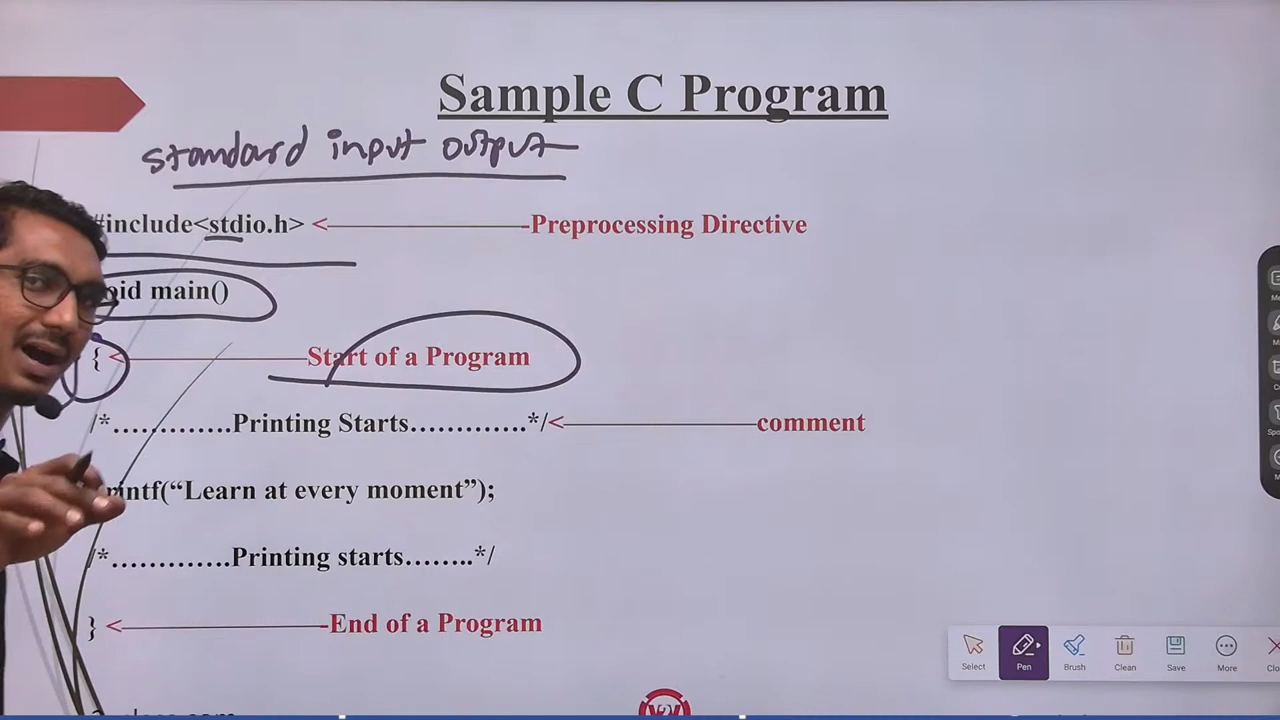 Sample C Program
standard input output
#include<stdio.h> <-Preprocessing Directive
oid main()
{ < Start of a Program
/*………….Printing Starts………….*/< comment
rintf(“Learn at every moment”);
/*………….Printing starts……..*/
} < -End of a Program
Select Pen Brush Clean Save More